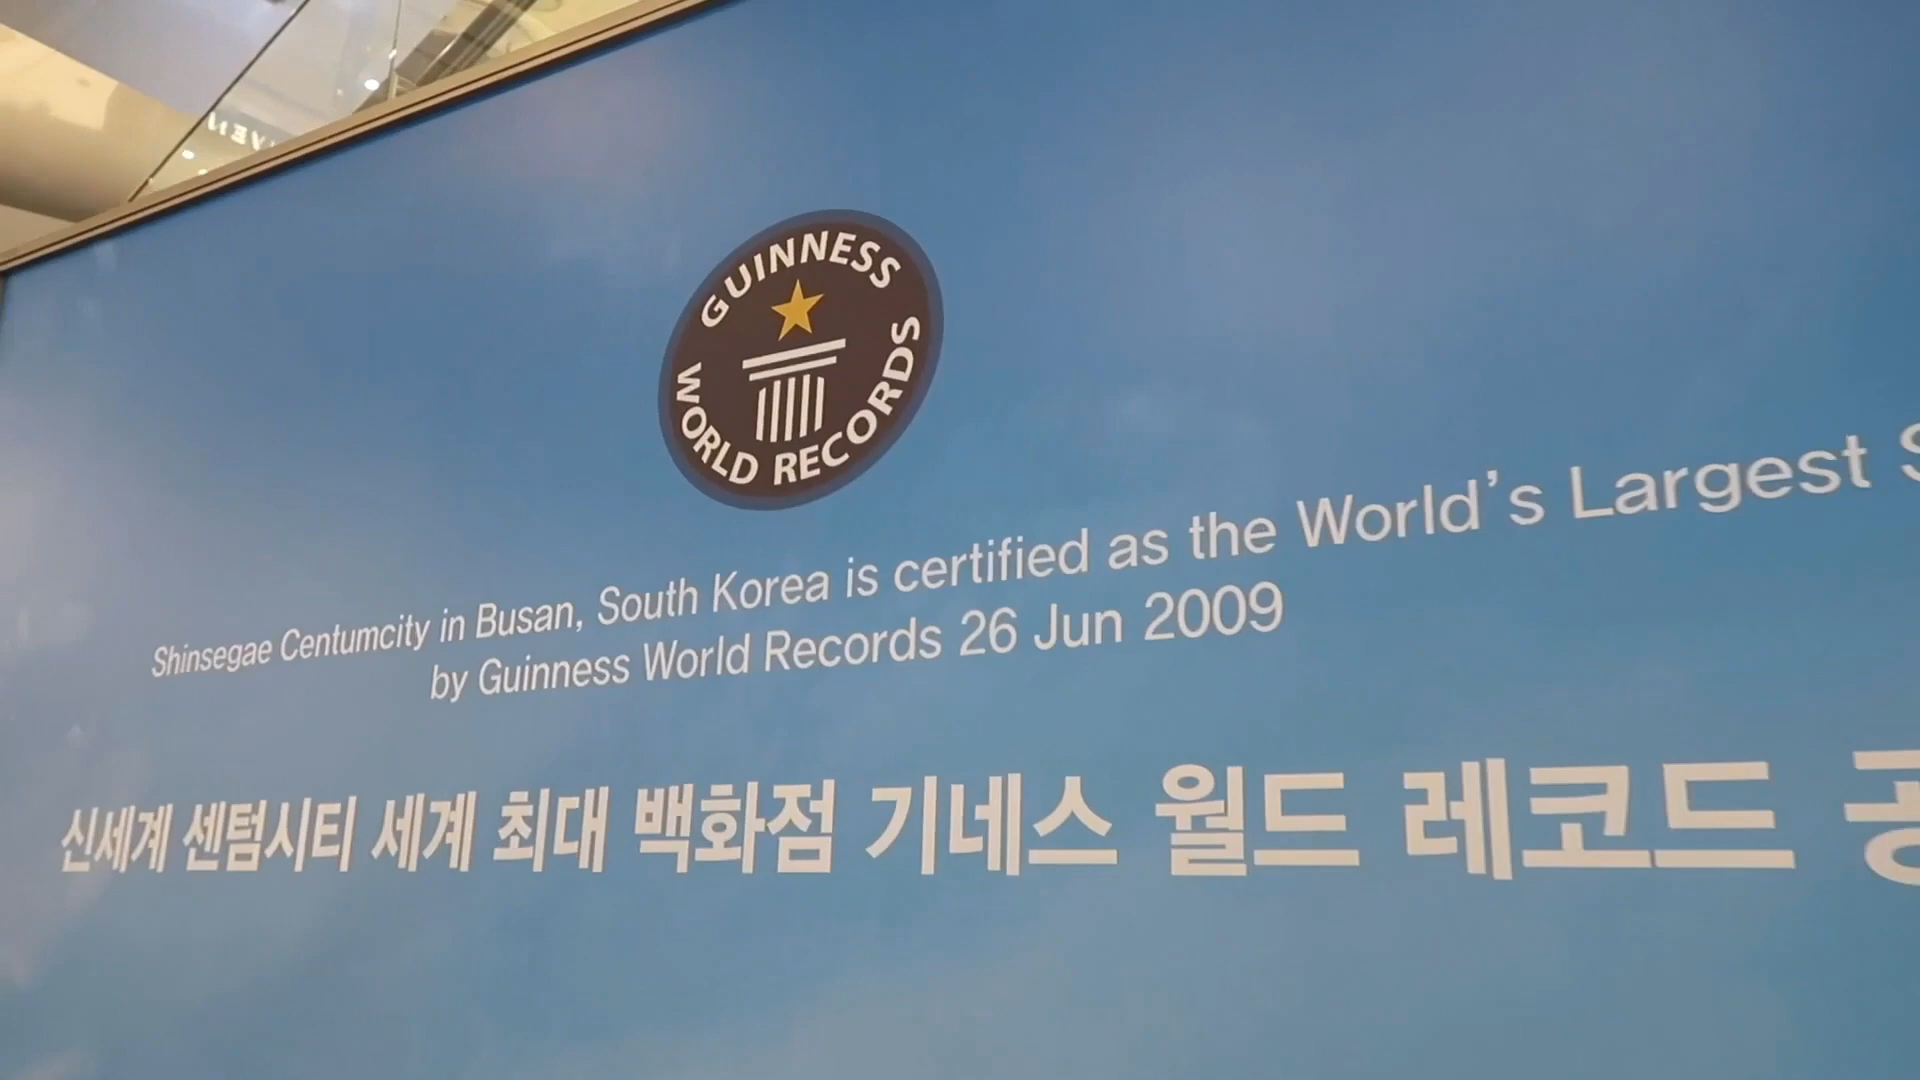 GUINNESS
WORLD RECORDS
Shinsegae Centumcity in Busan, South Korea is certified as the World's Largest
by Guinness World Records 26 Jun 2009
신세계 센텀시티 세계 최대 백화점 기네스 월드 레코드